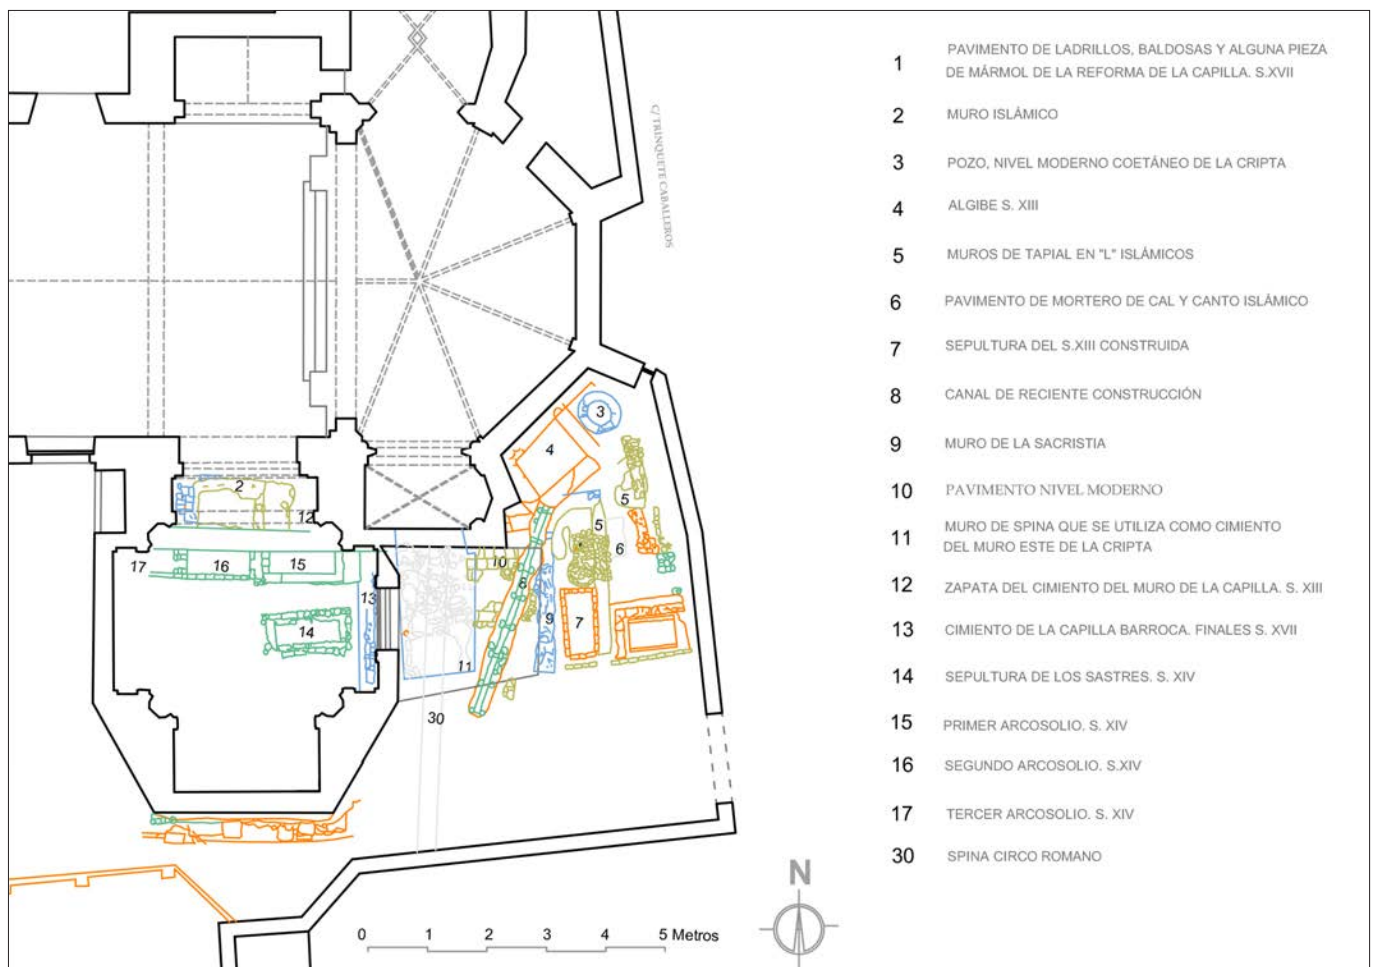 C/ TRINQUETE CABALLEROS
1 PAVIMENTO DE LADRILLOS, BALDOSAS Y ALGUNA PIEZA
DE MÁRMOL DE LA REFORMA DE LA CAPILLA. S.XVII
2 MURO ISLÁMICO
3 POZO, NIVEL MODERNO COETÁNEO DE LA CRIPTA
4 ALGIBE S. XIII
5 MUROS DE TAPIAL EN "L" ISLÁMICOS
6 PAVIMENTO DE MORTERO DE CAL Y CANTO ISLÁMICO
7 SEPULTURA DEL S.XIII CONSTRUIDA
8 CANAL DE RECIENTE CONSTRUCCIÓN
9 MURO DE LA SACRISTIA
10 PAVIMENTO NIVEL MODERNO
11 MURO DE SPINA QUE SE UTILIZA COMO CIMIENTO
DEL MURO ESTE DE LA CRIPTA
12 ZAPATA DEL CIMIENTO DEL MURO DE LA CAPILLA. S. XIII
13 CIMIENTO DE LA CAPILLA BARROCA. FINALES S. XVII
14 SEPULTURA DE LOS SASTRES. S. XIV
15 PRIMER ARCOSOLIO. S. XIV
16 SEGUNDO ARCOSOLIO. S.XIV
17 TERCER ARCOSOLIO. S. XIV
30 SPINA CIRCO ROMANO
3
4
2
5
12
5
6
10
17
16
15
8
13
9
7
14
11
30
N
0 1 2 3 4 5 Metros